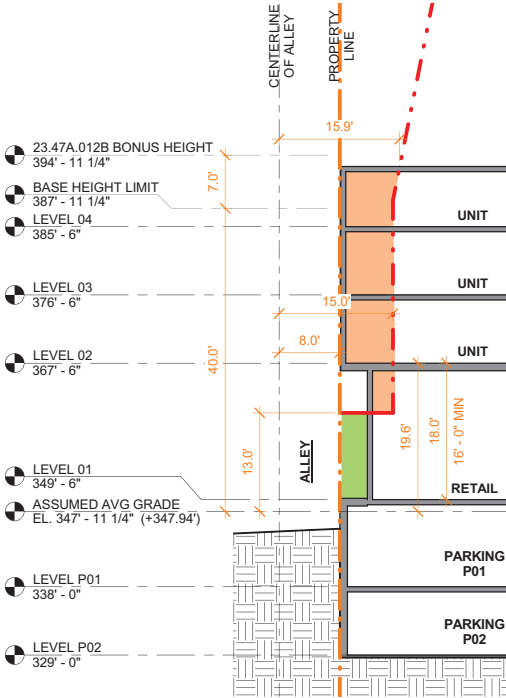 CENTERLINE
OF ALLEY
PROPERTY
LINE
15.9'
23.47A.012B BONUS HEIGHT
394' - 11 1/4"
7.0'
BASE HEIGHT LIMIT
387' - 11 1/4"
LEVEL 04
385' - 6"
UNIT
LEVEL 03
376' - 6"
UNIT
15.0'
8.0'
40.0'
LEVEL 02
367' - 6"
UNIT
13.0'
ALLEY
19.6'
18.0'
16' - 0" MIN
LEVEL 01
349' - 6"
RETAIL
ASSUMED AVG GRADE
EL. 347' - 11 1/4" (+347.94')
PARKING
P01
LEVEL P01
338' - 0"
PARKING
P02
LEVEL P02
329' - 0"